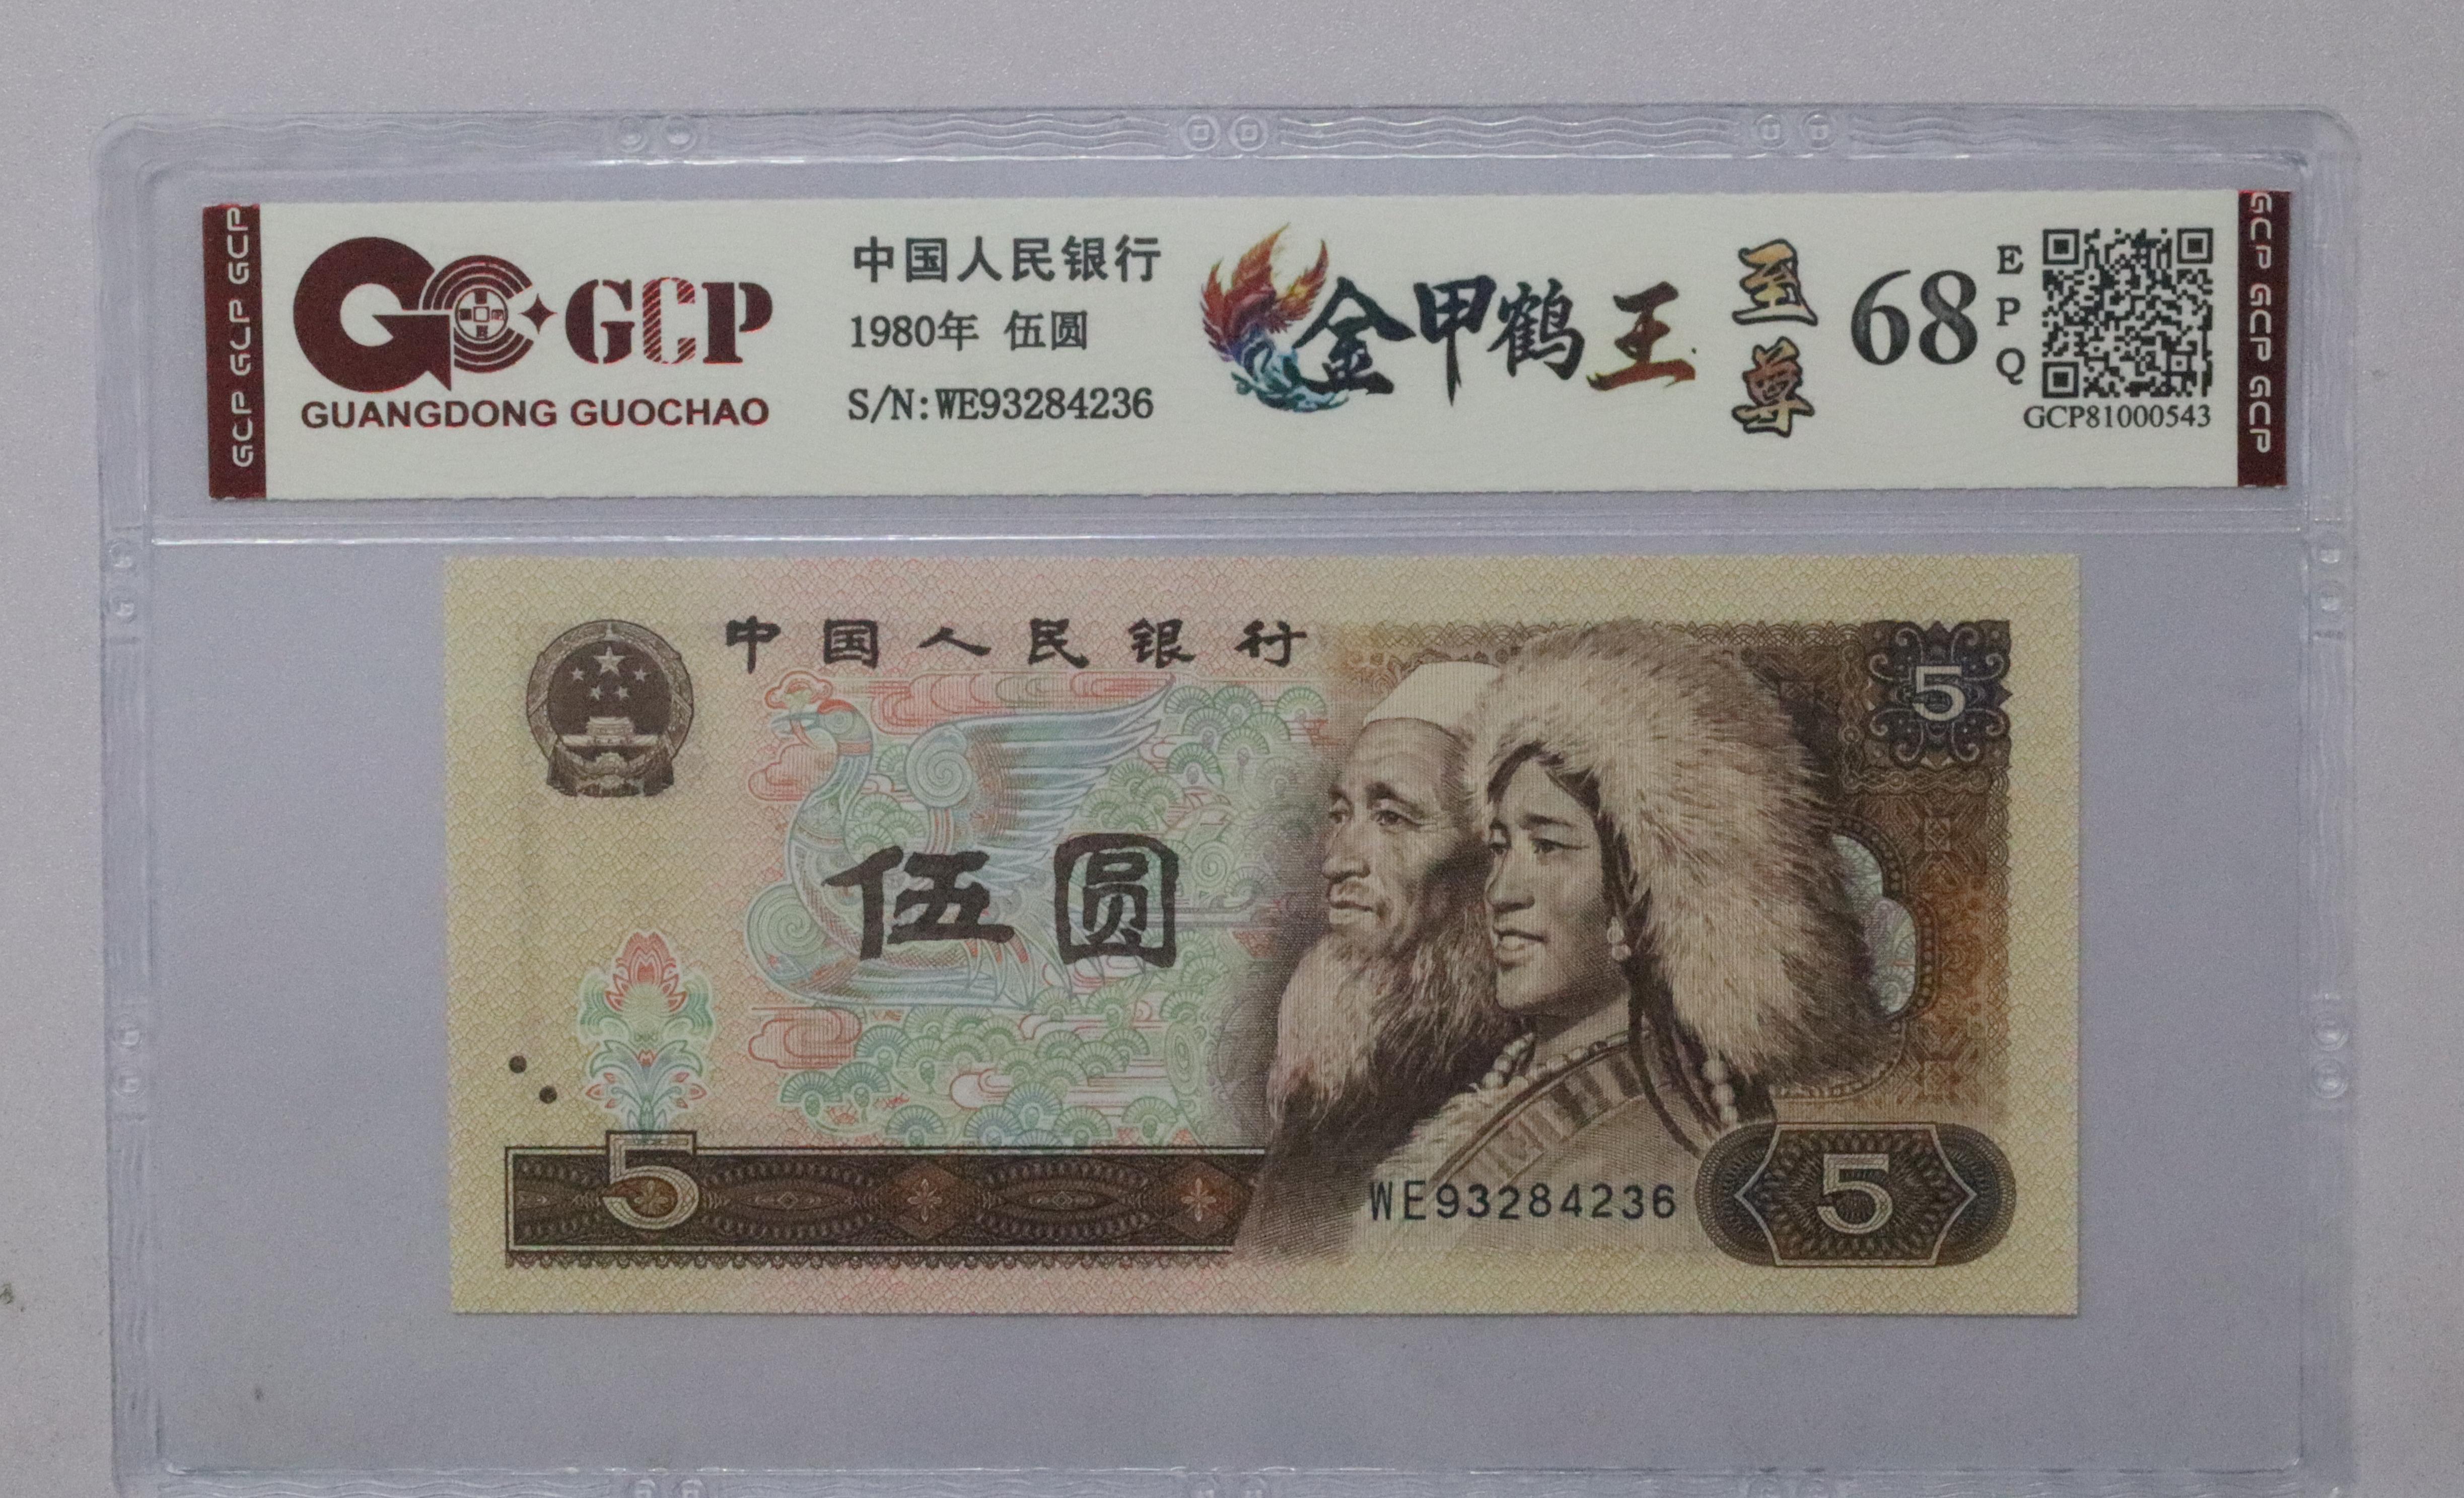 GCP GCP GCP
GCP
GUANGDONG GUOCHAO
中国人民银行
1980年 伍圆
S/N:WE93284236
金甲鹤王
至尊
68
EPQ
GCP81000543
GCP GCP GCP
中国人民银行
5
伍圆
5
WE93284236
5